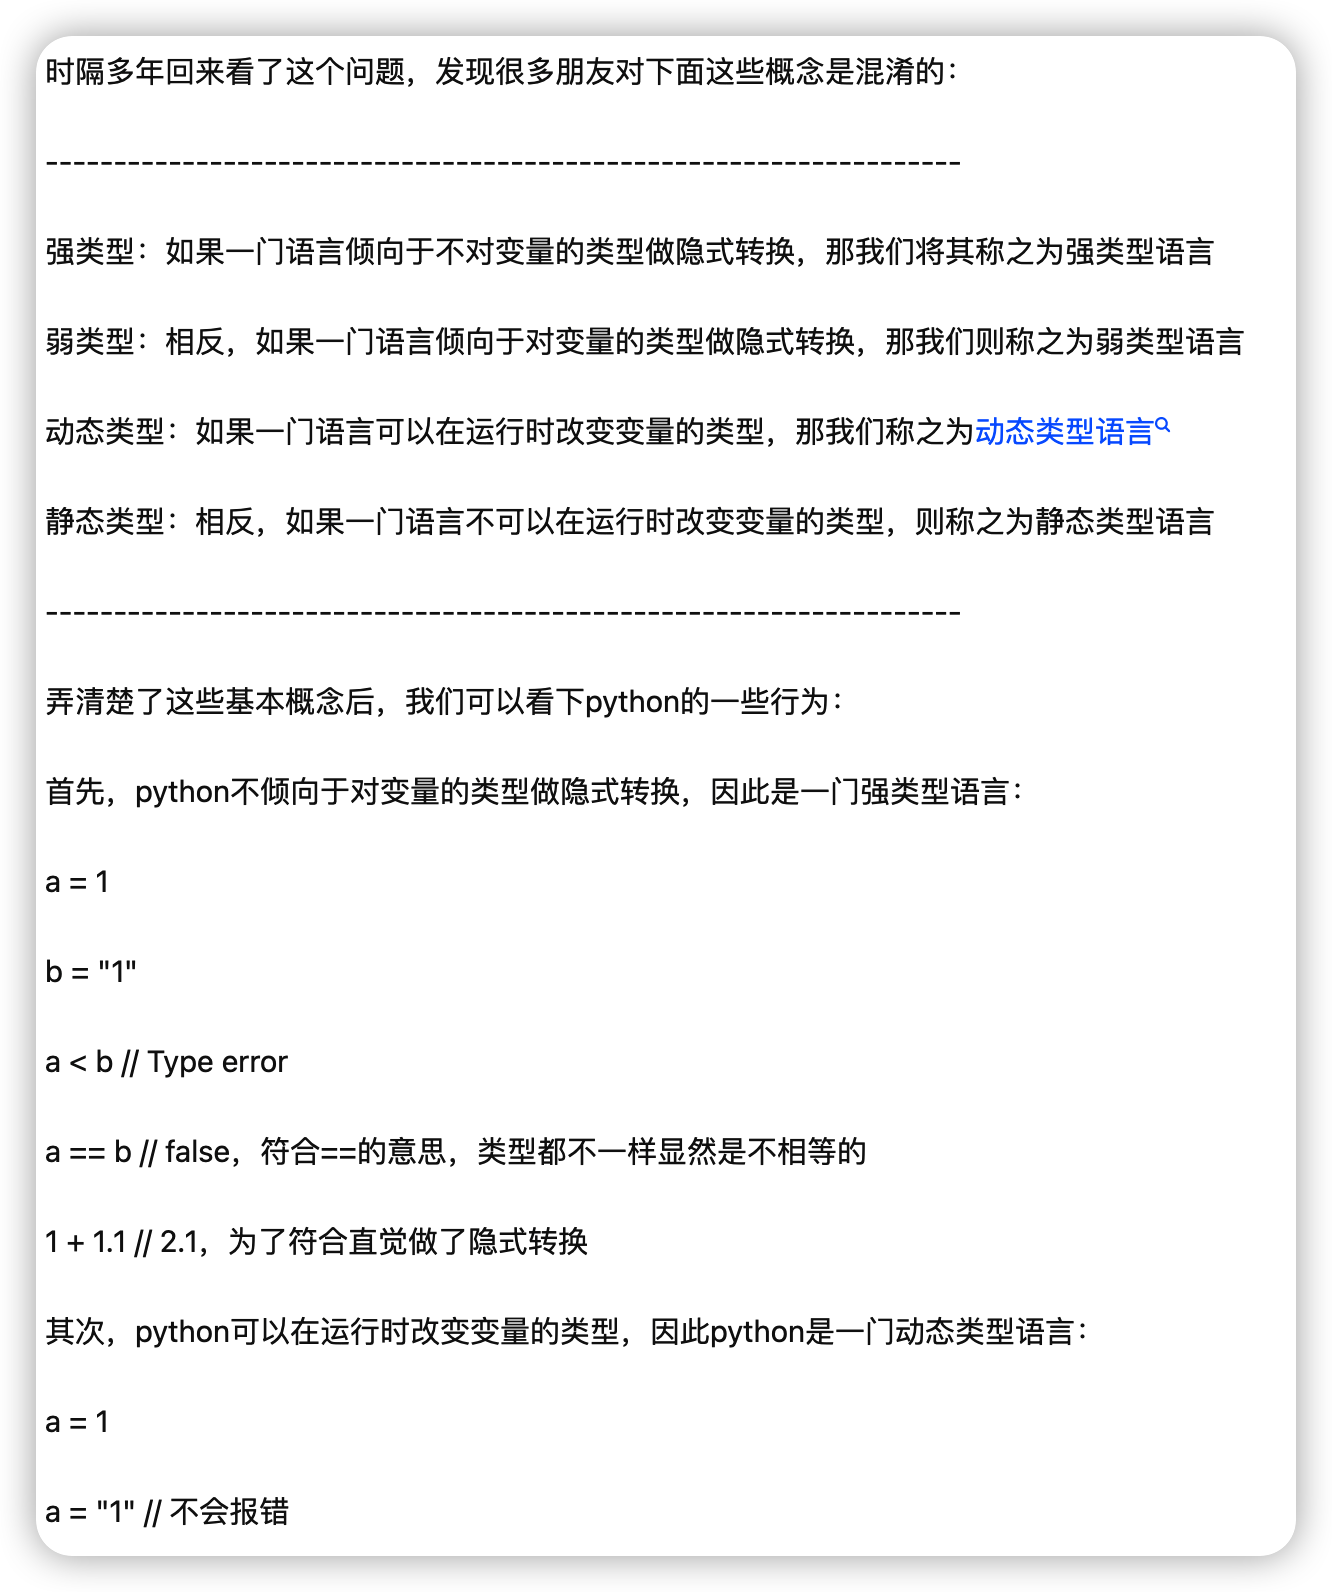 时隔多年回来看了这个问题，发现很多朋友对下面这些概念是混淆的：
-------------------------------------------------------------------
强类型：如果一门语言倾向于不对变量的类型做隐式转换，那我们将其称之为强类型语言
弱类型：相反，如果一门语言倾向于对变量的类型做隐式转换，那我们则称之为弱类型语言
动态类型：如果一门语言可以在运行时改变变量的类型，那我们称之为动态类型语言
静态类型：相反，如果一门语言不可以在运行时改变变量的类型，则称之为静态类型语言
-------------------------------------------------------------------
弄清楚了这些基本概念后，我们可以看下python的一些行为：
首先，python不倾向于对变量的类型做隐式转换，因此是一门强类型语言：
a = 1
b = "1"
a < b // Type error
a == b // false，符合==的意思，类型都不一样显然是不相等的
1 + 1.1 // 2.1，为了符合直觉做了隐式转换
其次，python可以在运行时改变变量的类型，因此python是一门动态类型语言：
a = 1
a = "1" // 不会报错